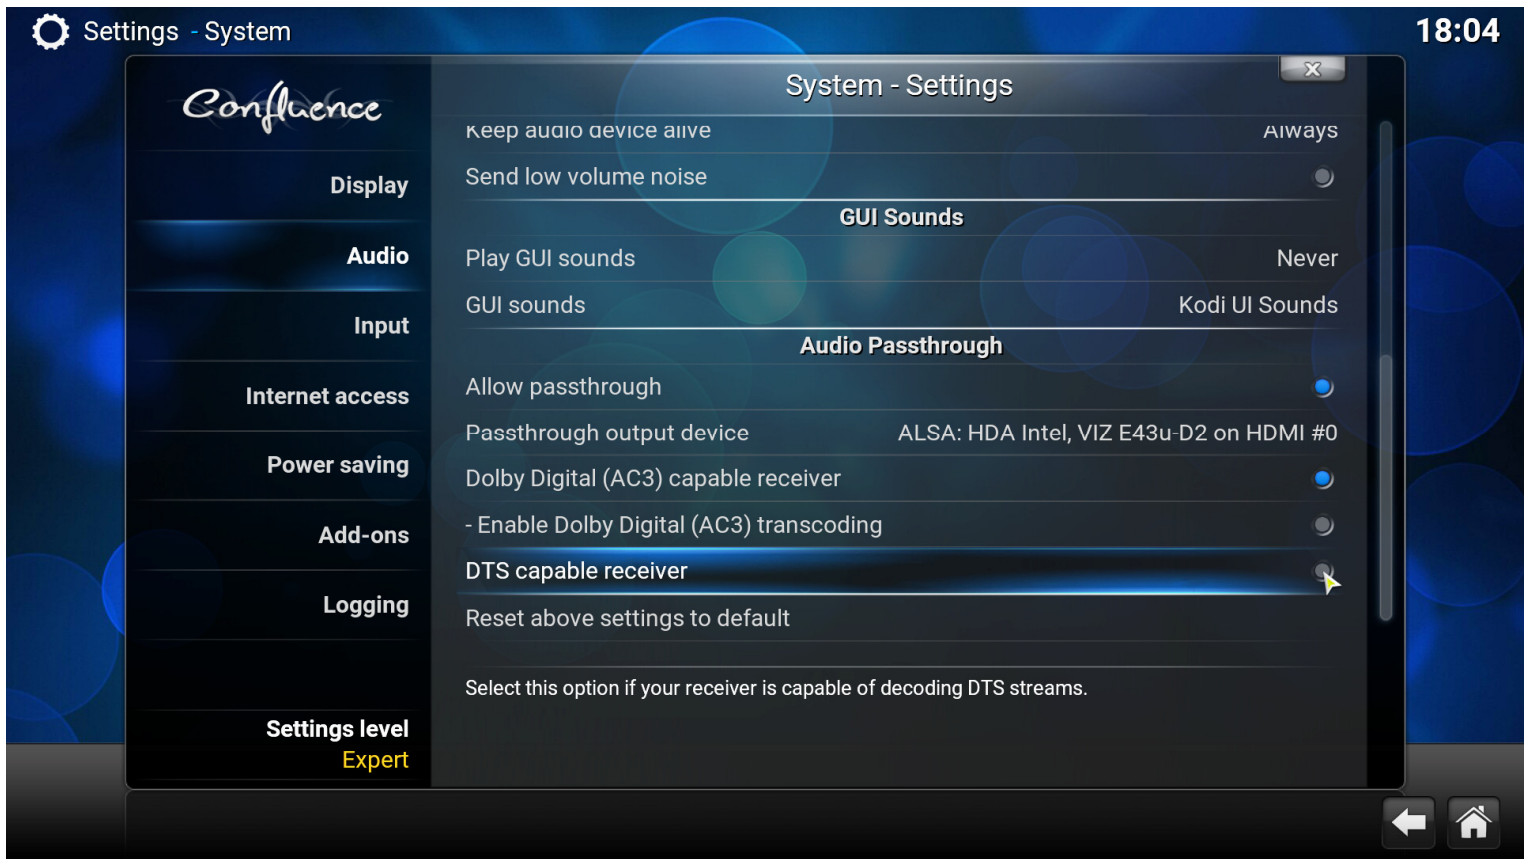 Settings - System
18:04
Confluence
System - Settings
Keep audio device alive Always
Display
Send low volume noise
GUI Sounds
Audio
Play GUI sounds Never
Input
GUI sounds Kodi UI Sounds
Audio Passthrough
Internet access
Allow passthrough
Passthrough output device ALSA: HDA Intel, VIZ E43u-D2 on HDMI #0
Power saving
Dolby Digital (AC3) capable receiver
Add-ons
- Enable Dolby Digital (AC3) transcoding
DTS capable receiver
Logging
Reset above settings to default
Select this option if your receiver is capable of decoding DTS streams.
Settings level
Expert